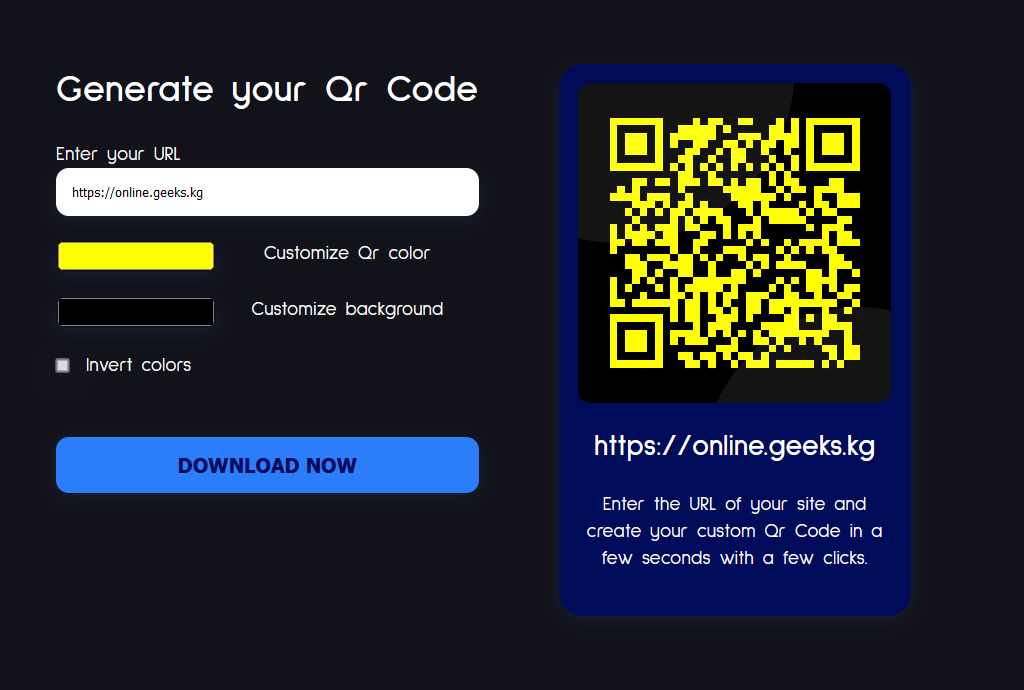 Generate your Qr Code
Enter your URL
https://online.geeks.kg
Customize Qr color
Customize background
Invert colors
DOWNLOAD NOW
https://online.geeks.kg
Enter the URL of your site and
create your custom Qr Code in a
few seconds with a few clicks.